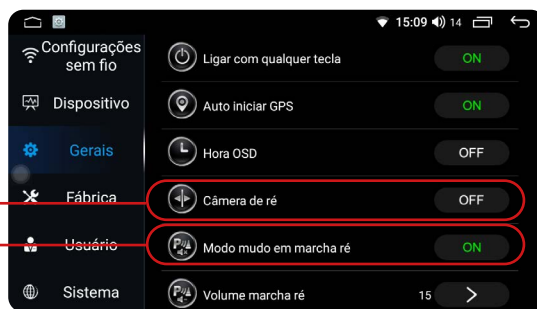 15:09 14
Configurações
sem fio
Dispositivo
Gerais
Fábrica
Usuário
Sistema
Ligar com qualquer tecla ON
Auto iniciar GPS ON
Hora OSD OFF
Câmera de ré OFF
Modo mudo em marcha ré ON
Volume marcha ré 15